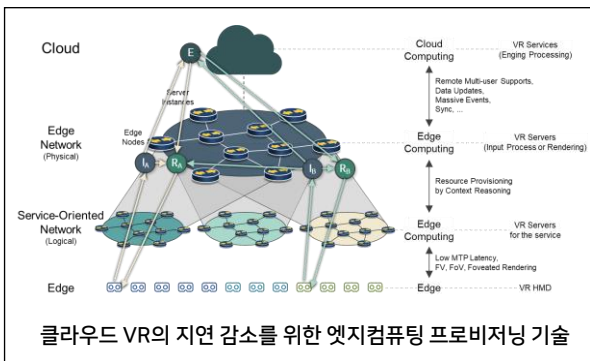 Cloud
E
Cloud
Computing
VR Services
(Enging Processing)
Server
Instances
Remote Multi-user Supports,
Data Updates,
Massive Events,
Sync, ...
Edge
Network
(Physical)
Edge
Nodes
I_A
R_A
I_B
R_B
Edge
Computing
VR Servers
(Input Process or Rendering)
Resource Provisioning
by Context Reasoning
Service-Oriented
Network
(Logical)
Edge
Computing
VR Servers
for the service
Low MTP Latency,
FV, FoV, Foveated Rendering
Edge
Edge
VR HMD
클라우드 VR의 지연 감소를 위한 엣지컴퓨팅 프로비저닝 기술